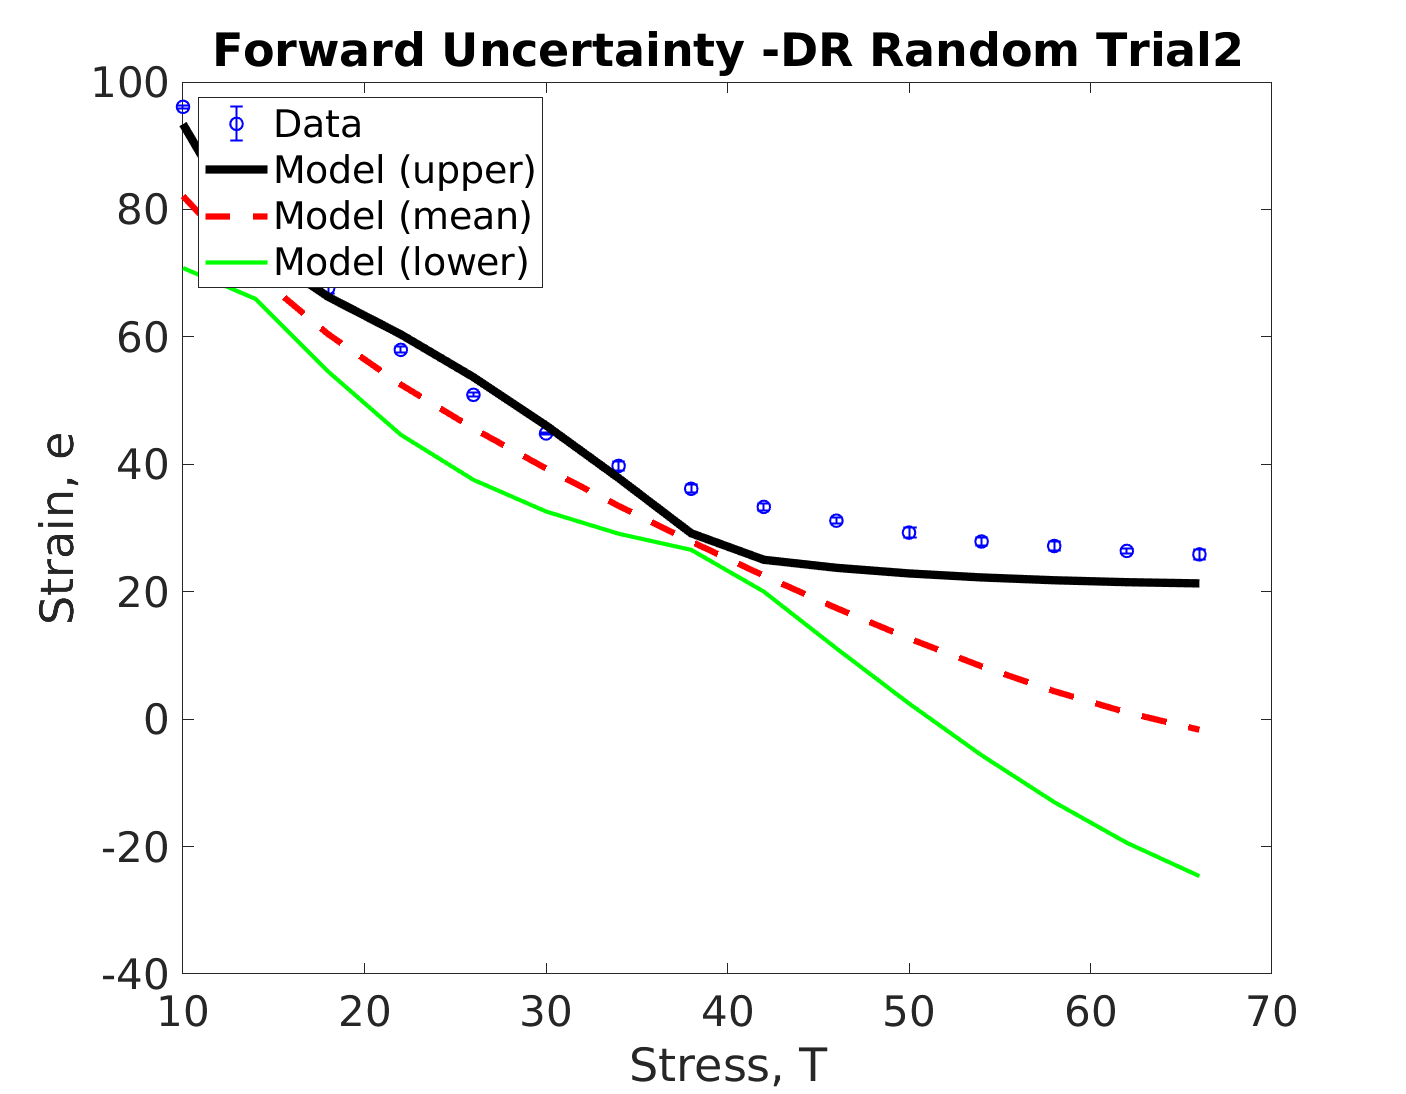 Forward Uncertainty -DR Random Trial2
100
80
60
40
20
0
-20
-40
Strain, e
Data
Model (upper)
Model (mean)
Model (lower)
10 20 30 40 50 60 70
Stress, T